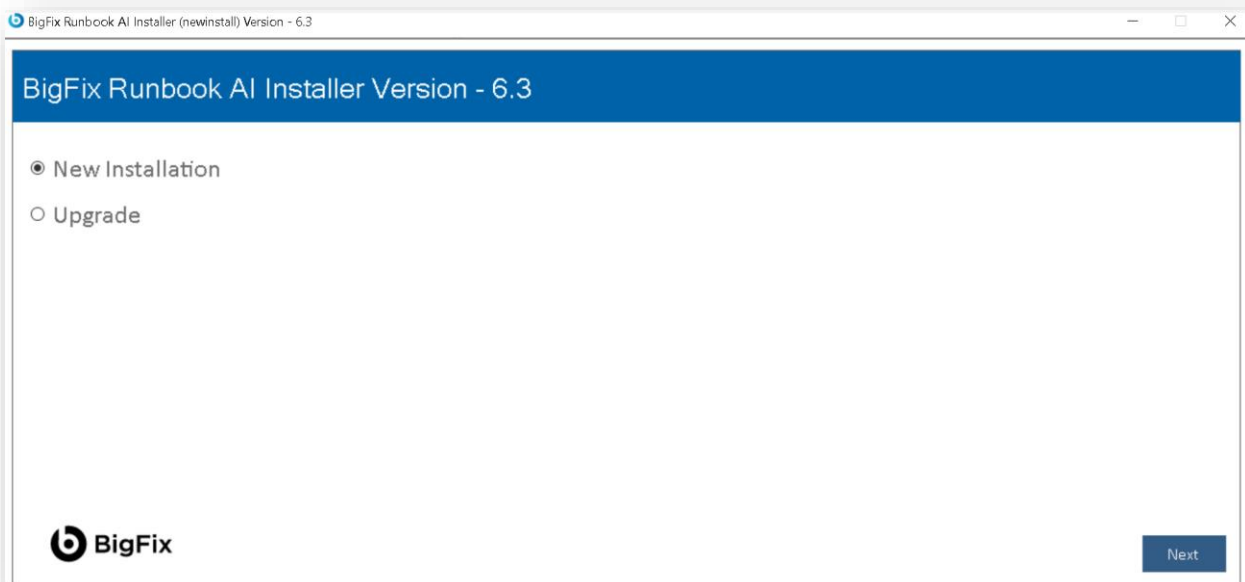 BigFix Runbook AI Installer (newinstall) Version - 6.3
BigFix Runbook AI Installer Version - 6.3
New Installation
Upgrade
BigFix
Next